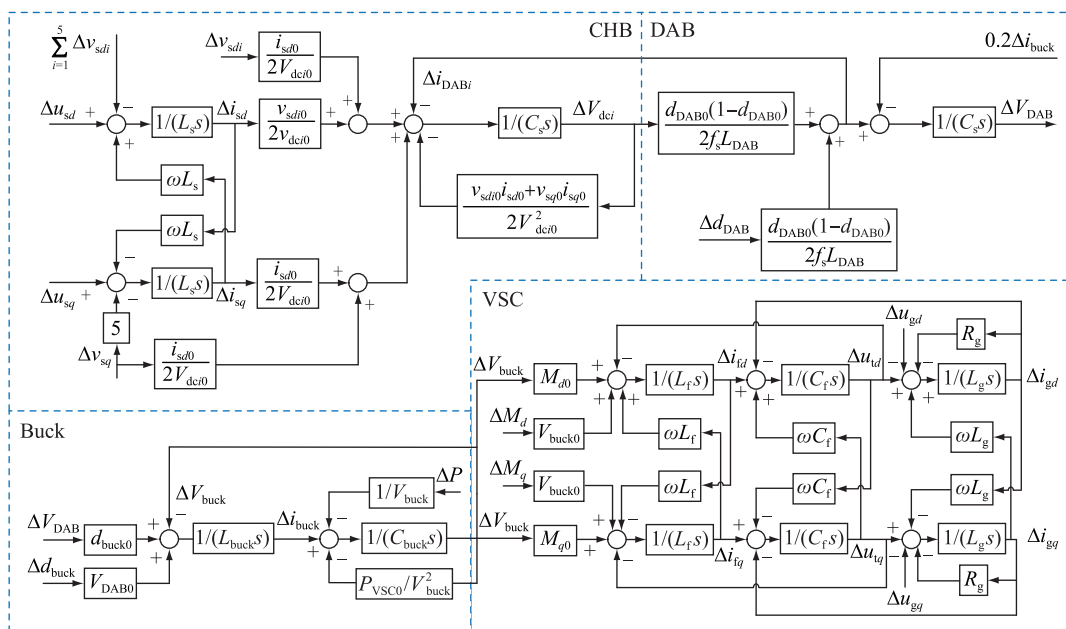 CHB
5
∑ Δv_sdi
i=1
Δv_sdi
i_sd0
2V_dci0
Δu_sd
+
−
+
1/(L_s s)
Δi_sd
v_sdi0
2v_dci0
+
+
ωL_s
ωL_s
Δu_sq
+
−
−
1/(L_s s)
Δi_sq
i_sd0
2V_dci0
+
+
5
Δv_sq
i_sd0
2V_dci0
Δi_DABi
−
+
+
−
1/(C_s s)
ΔV_dci
v_sdi0 i_sd0+v_sq0 i_sq0
2V²_dci0
DAB
0.2Δi_buck
d_DAB0(1−d_DAB0)
2f_s L_DAB
+
+
−
+
1/(C_s s)
ΔV_DAB
Δd_DAB
d_DAB0(1−d_DAB0)
2f_s L_DAB
Buck
ΔV_DAB
d_buck0
+
−
+
ΔV_buck
1/(L_buck s)
Δi_buck
Δd_buck
V_DAB0
ΔP
1/V_buck
−
+
−
1/(C_buck s)
P_VSC0/V²_buck
VSC
ΔV_buck
M_d0
+
−
+
+
1/(L_f s)
Δi_fd
−
+
+
1/(C_f s)
Δu_td
Δu_gd
−
−
+
+
R_g
1/(L_g s)
Δi_gd
ΔM_d
V_buck0
ωL_f
ωC_f
ωL_g
ΔM_q
V_buck0
ωL_f
ωC_f
ωL_g
ΔV_buck
M_q0
+
+
−
−
1/(L_f s)
Δi_fq
−
+
−
1/(C_f s)
Δu_tq
+
−
−
−
1/(L_g s)
Δi_gq
Δu_gq
R_g